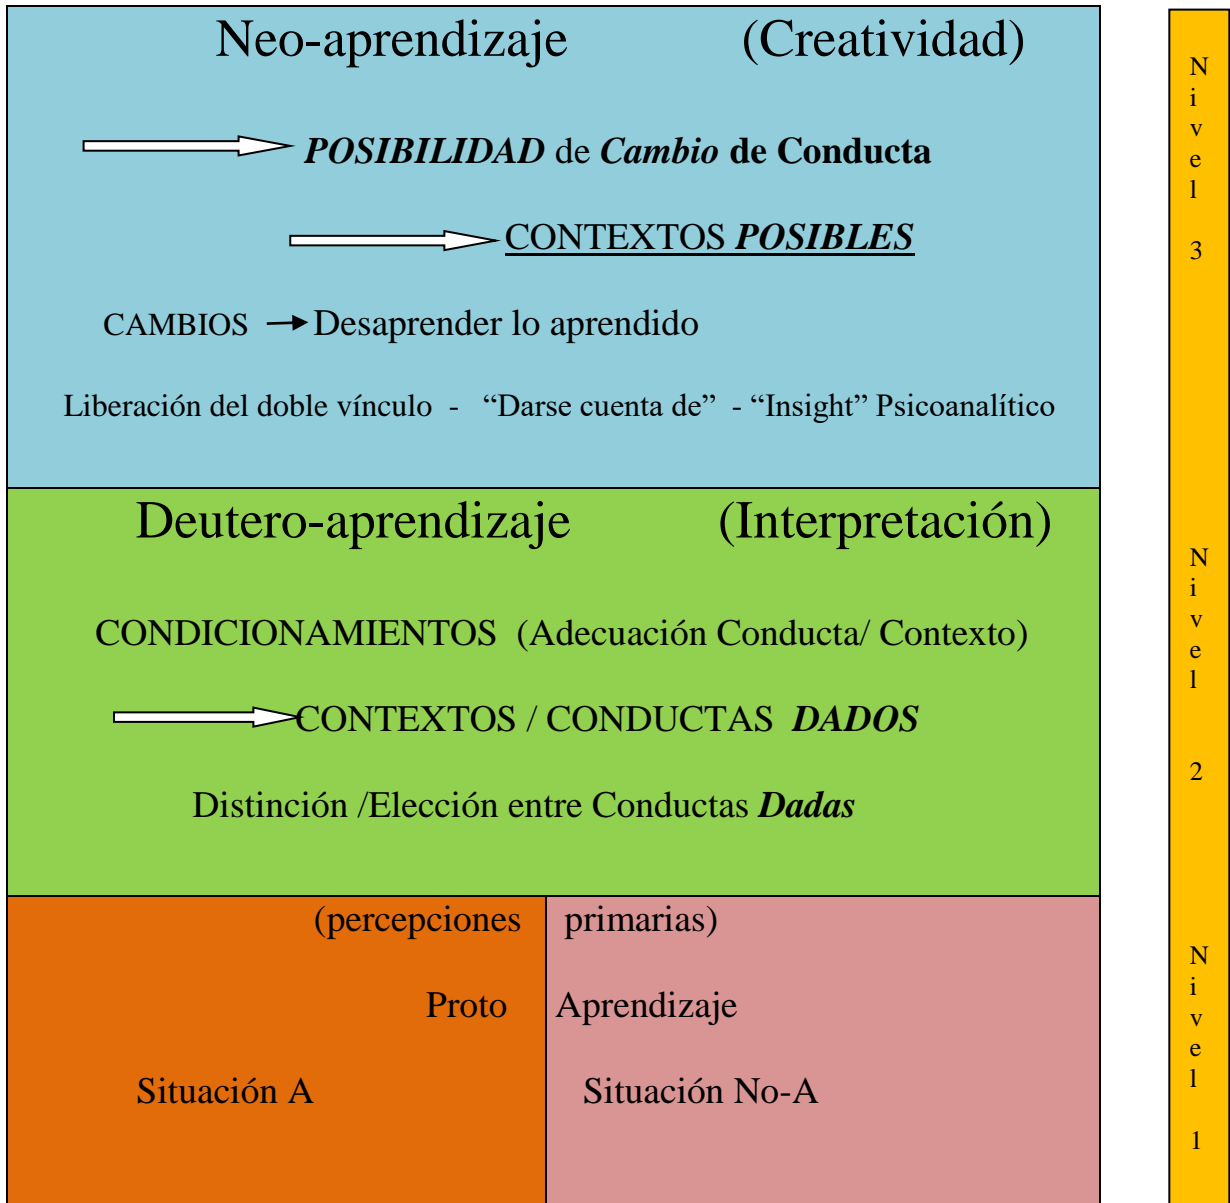 Neo-aprendizaje (Creatividad)
POSIBILIDAD de Cambio de Conducta
CONTEXTOS POSIBLES
CAMBIOS → Desaprender lo aprendido
Liberación del doble vínculo - “Darse cuenta de” - “Insight” Psicoanalítico
Nivel 3
Deutero-aprendizaje (Interpretación)
CONDICIONAMIENTOS (Adecuación Conducta/ Contexto)
CONTEXTOS / CONDUCTAS DADOS
Distinción /Elección entre Conductas Dadas
Nivel 2
(percepciones primarias)
Proto Aprendizaje
Situación A Situación No-A
Nivel 1